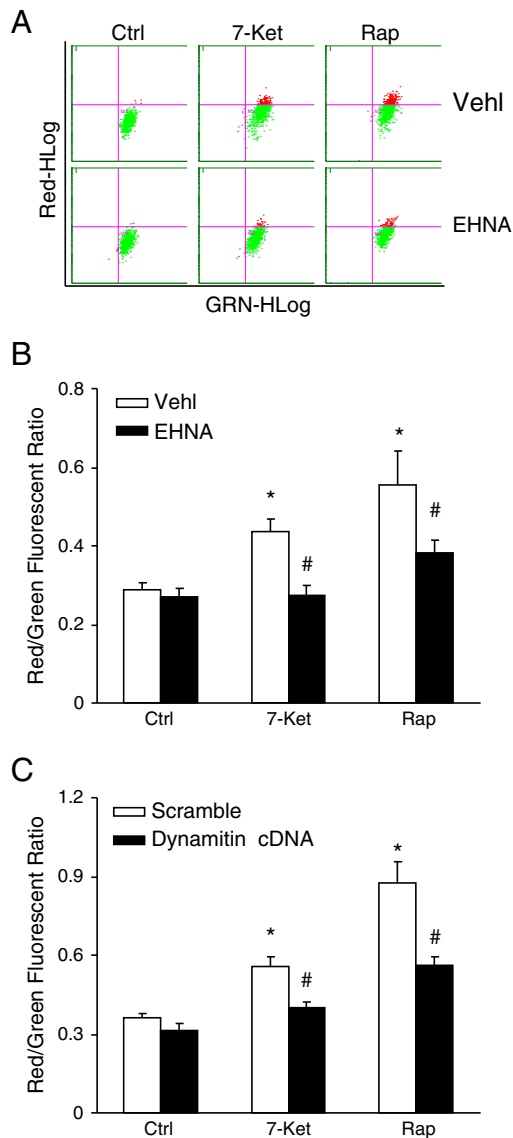 A
Ctrl 7-Ket Rap
Vehl
EHNA
Red-HLog
GRN-HLog
B
0.8
0.6
0.4
0.2
0
Red/Green Fluorescent Ratio
Vehl
EHNA
* # * #
Ctrl 7-Ket Rap
C
1.2
0.9
0.6
0.3
0
Red/Green Fluorescent Ratio
Scramble
Dynamitin cDNA
* # * #
Ctrl 7-Ket Rap